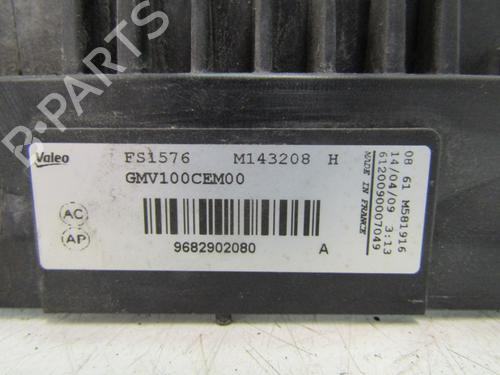 B-PARTS
Valeo FS1576 M143208 H
GMV100CEM00
AC
AP
9682902080 A
08 61 M581916
14/04/09 3:13
6120090007049
MADE IN FRANCE